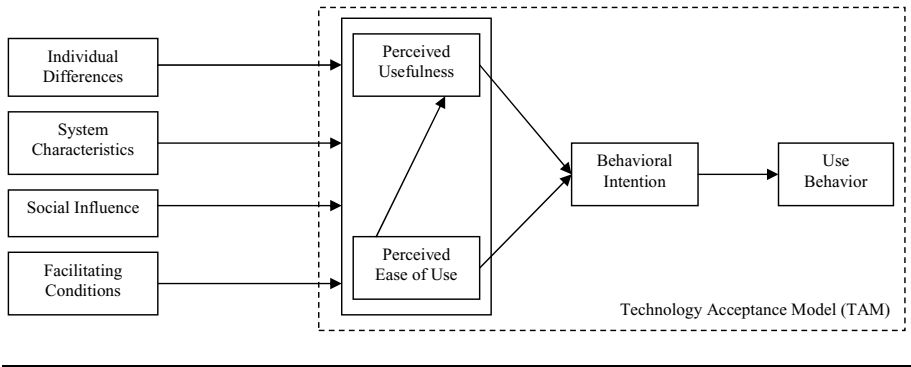 Individual
Differences
System
Characteristics
Social Influence
Facilitating
Conditions
Perceived
Usefulness
Perceived
Ease of Use
Behavioral
Intention
Use
Behavior
Technology Acceptance Model (TAM)